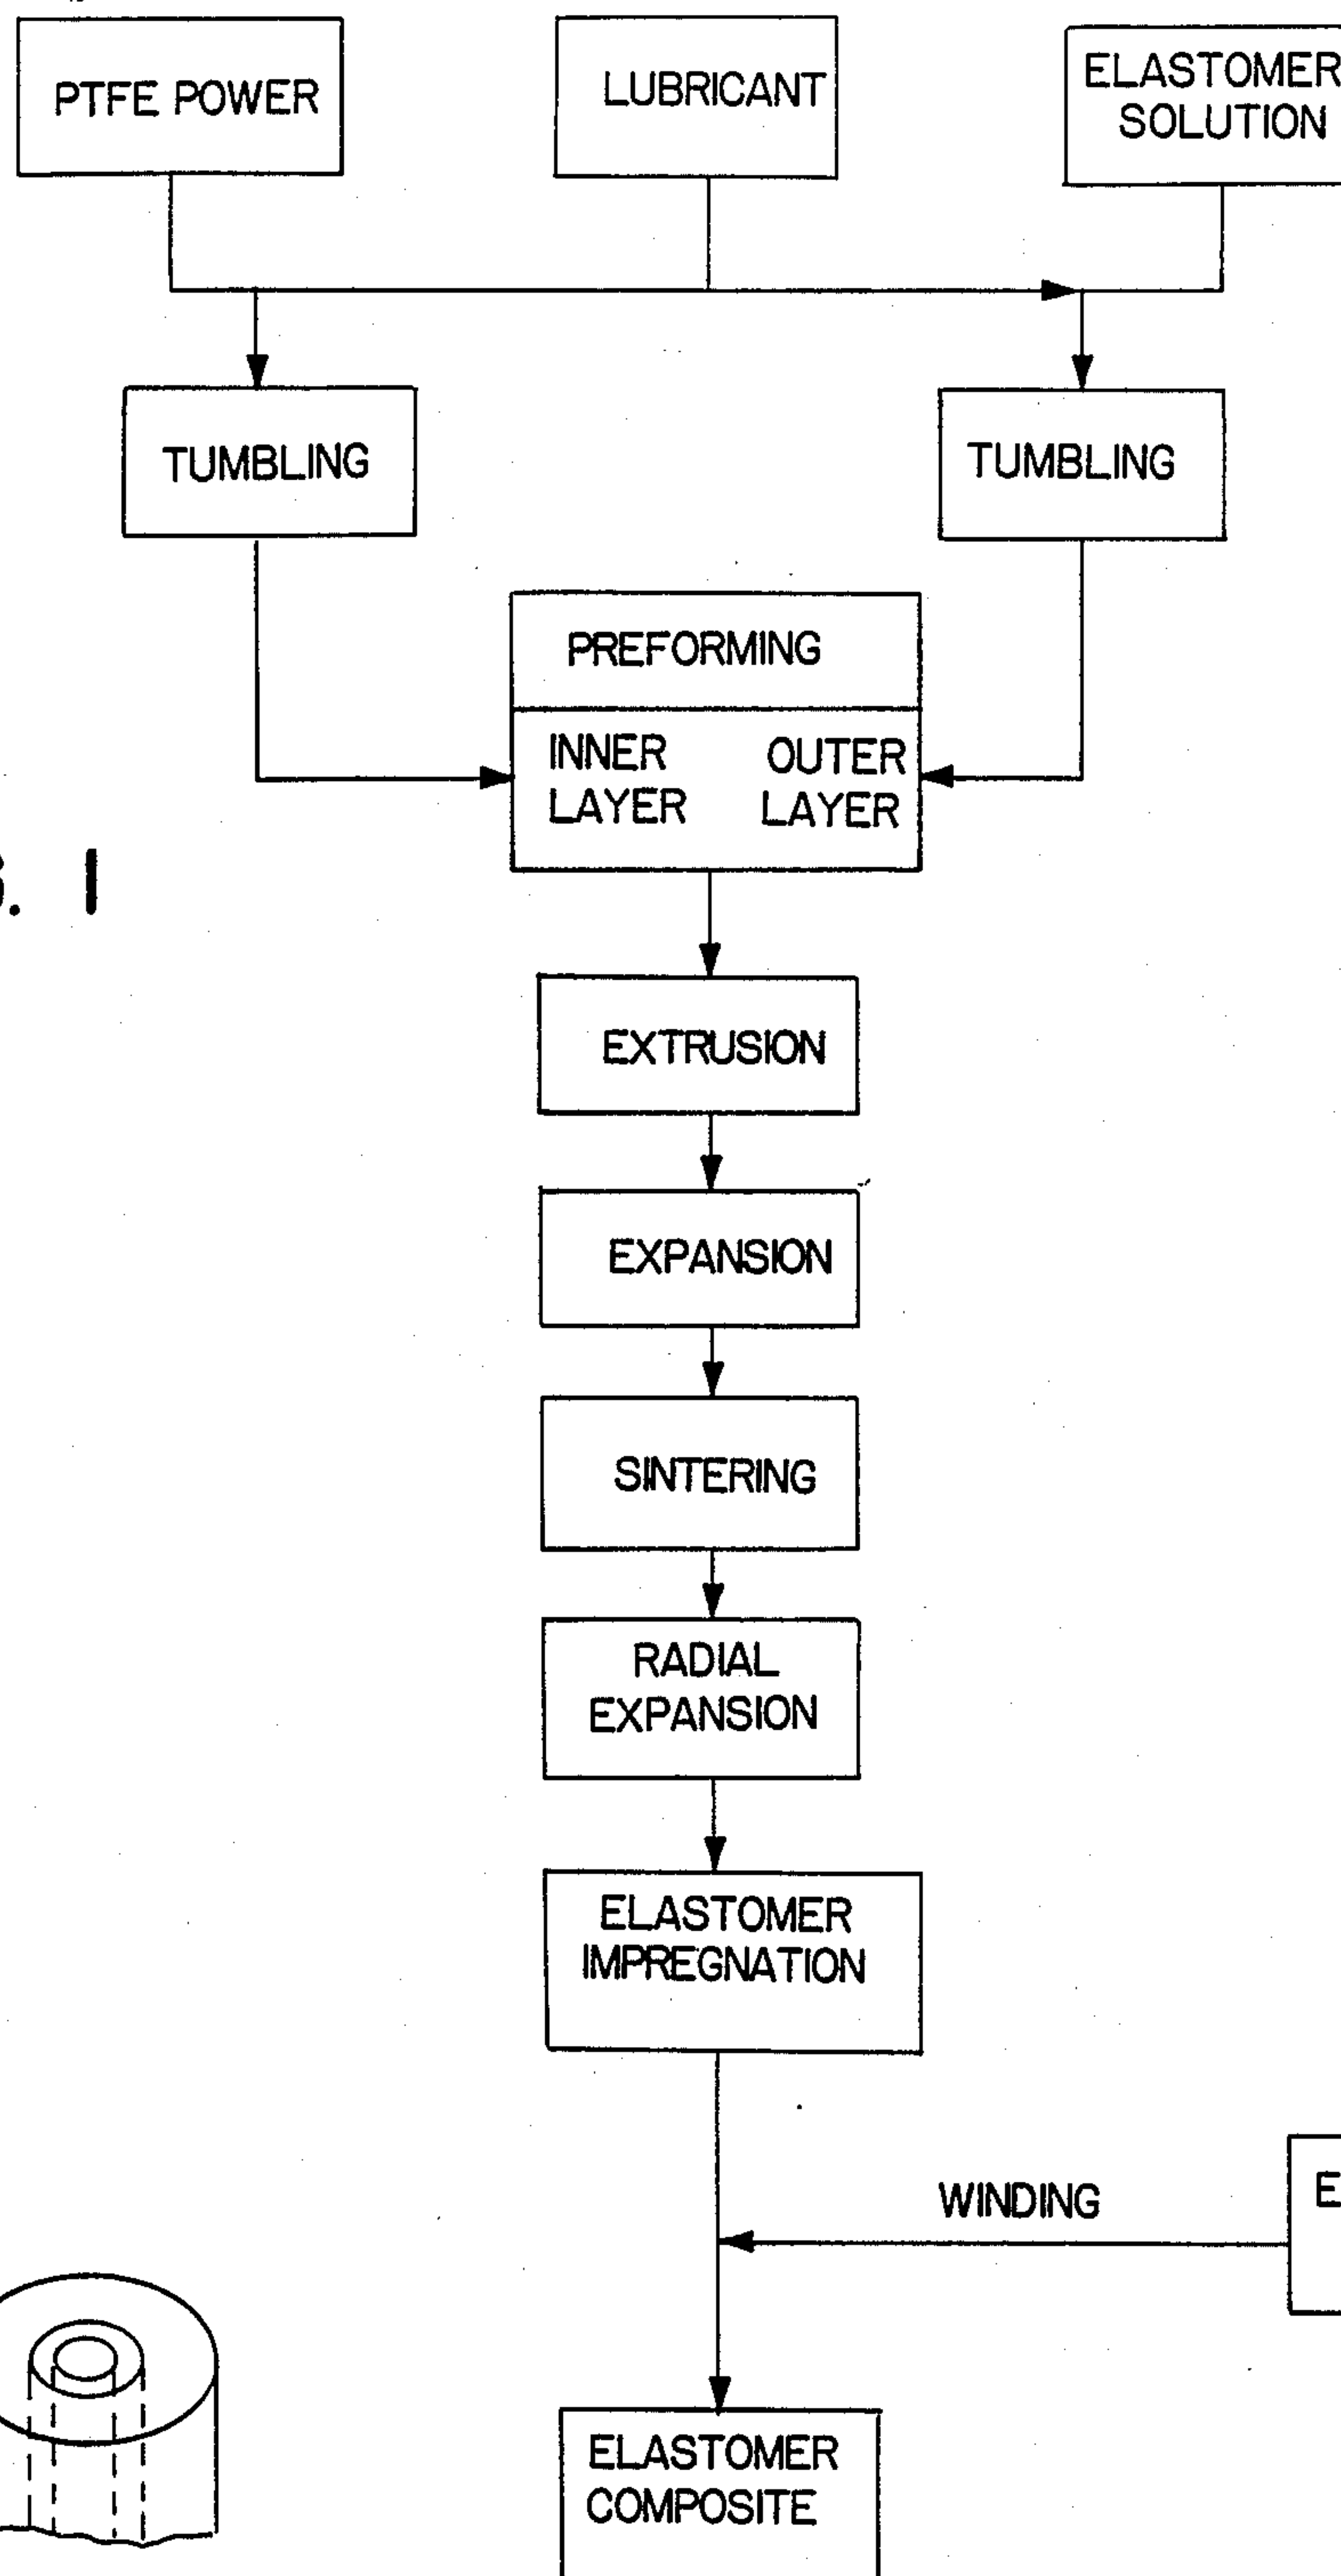 PTFE POWER
LUBRICANT
ELASTOMER
SOLUTION
TUMBLING
TUMBLING
PREFORMING
INNER
LAYER
OUTER
LAYER
. 1
EXTRUSION
EXPANSION
SINTERING
RADIAL
EXPANSION
ELASTOMER
IMPREGNATION
WINDING
E
ELASTOMER
COMPOSITE